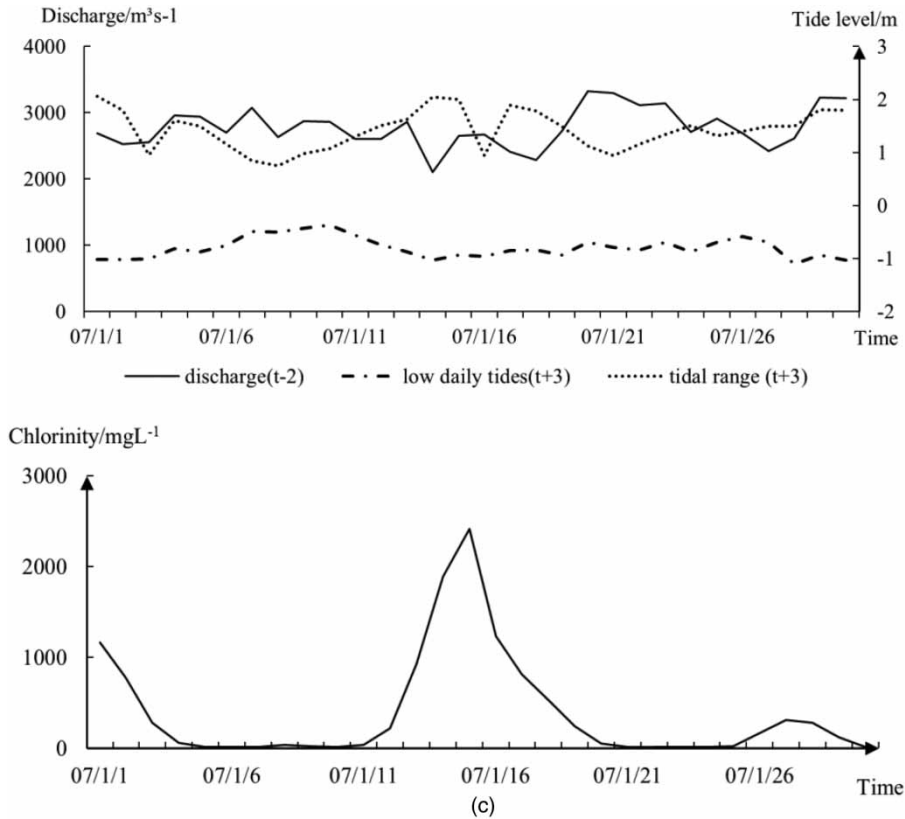 Discharge/m³s-1 Tide level/m
4000 3
3000 2
1
2000
0
1000 -1
0 -2
07/1/1 07/1/6 07/1/11 07/1/16 07/1/21 07/1/26 Time
discharge(t-2) low daily tides(t+3) tidal range (t+3)
Chlorinity/mgL-1
3000
2000
1000
0
07/1/1 07/1/6 07/1/11 07/1/16 07/1/21 07/1/26 Time
(c)